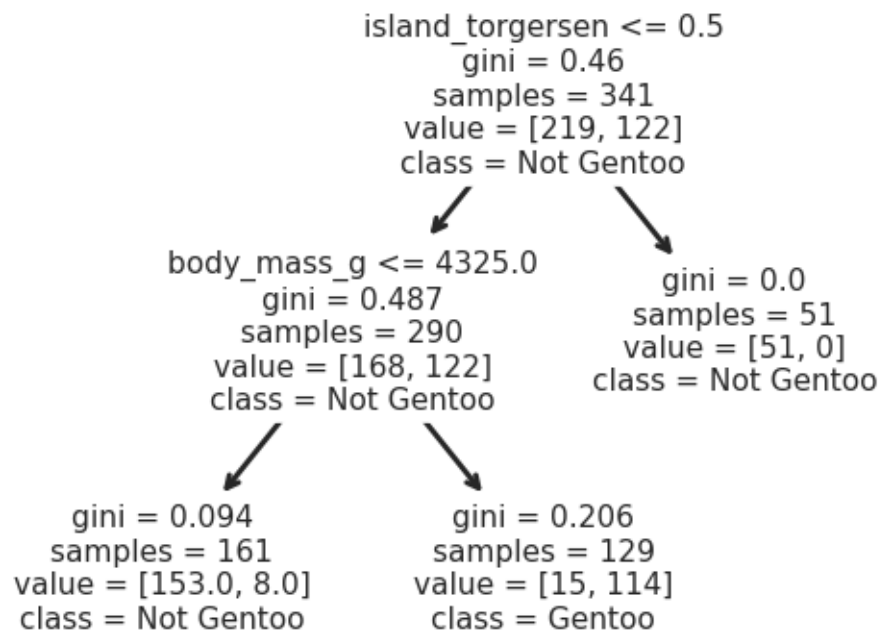 island_torgersen <= 0.5
gini = 0.46
samples = 341
value = [219, 122]
class = Not Gentoo
body_mass_g <= 4325.0
gini = 0.487
samples = 290
value = [168, 122]
class = Not Gentoo
gini = 0.0
samples = 51
value = [51, 0]
class = Not Gentoo
gini = 0.094
samples = 161
value = [153.0, 8.0]
class = Not Gentoo
gini = 0.206
samples = 129
value = [15, 114]
class = Gentoo